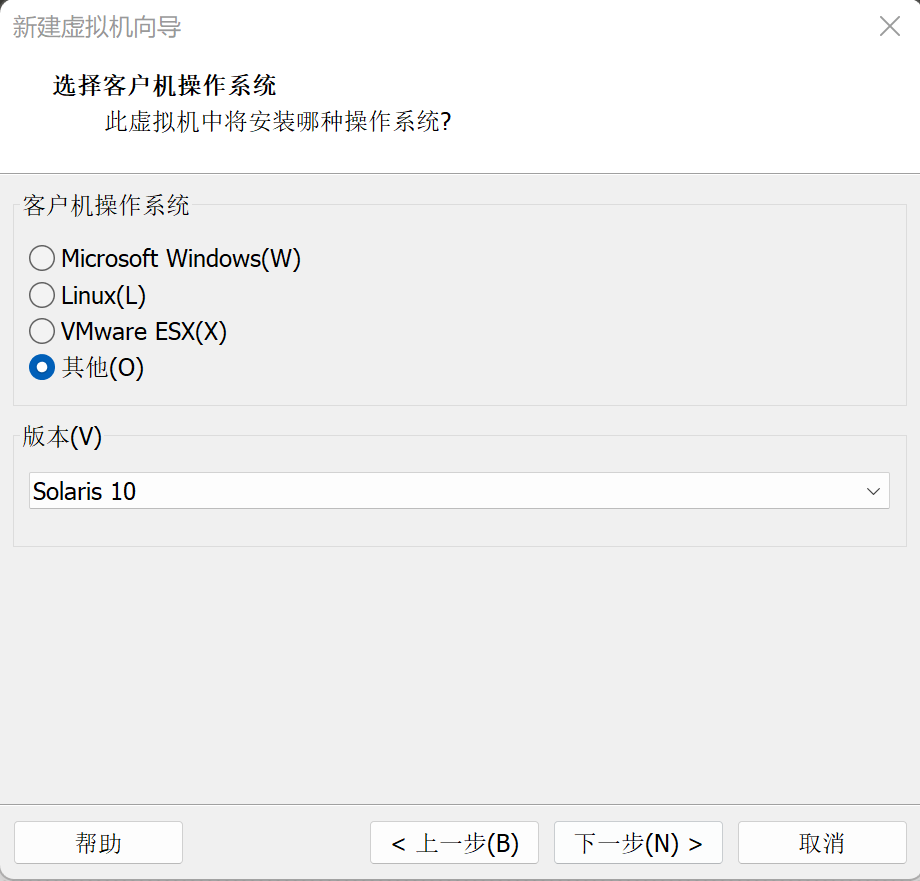 新建虚拟机向导
选择客户机操作系统
此虚拟机中将安装哪种操作系统?
客户机操作系统
Microsoft Windows(W)
Linux(L)
VMware ESX(X)
其他(O)
版本(V)
Solaris 10
帮助
< 上一步(B)
下一步(N) >
取消